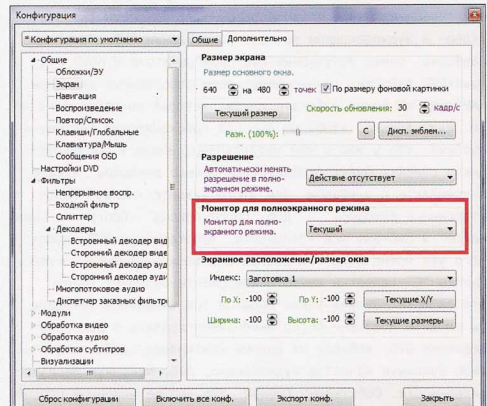 Конфигурация
* Конфигурация по умолчанию
Общие
Обложки/ЭУ
Экран
Навигация
Воспроизведение
Повтор/Список
Клавиши/Глобальные
Клавиатура/Мышь
Сообщения OSD
Настройки DVD
Фильтры
Непрерывное воспр.
Входной фильтр
Сплиттер
Декодеры
Встроенный декодер вид
Сторонний декодер виде
Встроенный декодер ауд
Сторонний декодер ауди
Многопотоковое аудио
Диспетчер заказных фильтро
Модули
Обработка видео
Обработка аудио
Обработка субтитров
Визуализации
Общие Дополнительно
Размер экрана
Размер основного окна.
640 на 480 точек По размеру фоновой картинки
Текущий размер Скорость обновления: 30 кадр/с
Разм. (100%): С Дисп. эмблем...
Разрешение
Автоматически менять
разрешение в полно-
экранном режиме.
Действие отсутствует
Монитор для полноэкранного режима
Монитор для полно-
экранного режима.
Текущий
Экранное расположение/размер окна
Индекс: Заготовка 1
По X: -100 По Y: -100 Текущие X/Y
Ширина: -100 Высота: -100 Текущие размеры
Сброс конфигурации Включить все конф. Экспорт конф. Закрыть